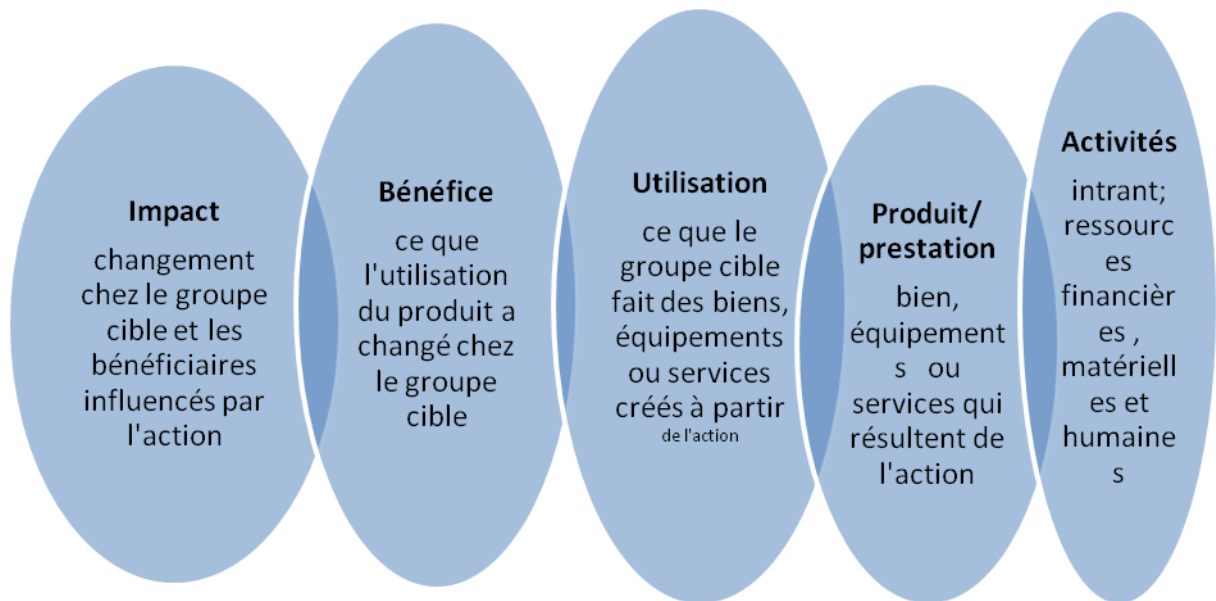 Impact
changement
chez le groupe
cible et les
bénéficiaires
influencés par
l'action
Bénéfice
ce que
l'utilisation
du produit a
changé chez
le groupe
cible
Utilisation
ce que le
groupe cible
fait des biens,
équipements
ou services
créés à partir
de l'action
Produit/
prestation
bien,
équipement
s ou
services qui
résultent de
l'action
Activités
intrant;
ressourc
es
financièr
es ,
matériell
es et
humaine
s